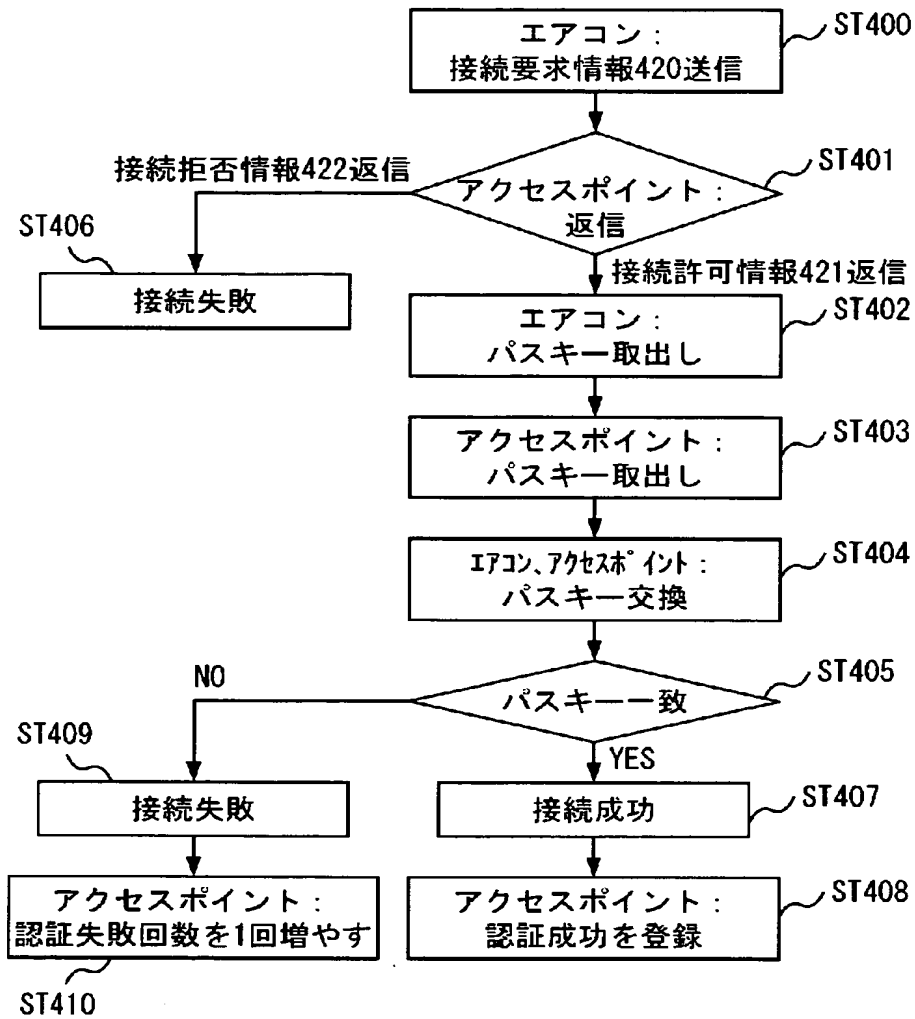 エアコン：
接続要求情報420送信
ST400
接続拒否情報422返信
アクセスポイント：
返信
ST401
ST406
接続失敗
接続許可情報421返信
エアコン：
パスキー取出し
ST402
アクセスポイント：
パスキー取出し
ST403
ｴｱｺﾝ、ｱｸｾｽﾎﾟｲﾝﾄ：
パスキー交換
ST404
NO
パスキー一致
ST405
YES
ST409
接続失敗
接続成功
ST407
アクセスポイント：
認証失敗回数を1回増やす
アクセスポイント：
認証成功を登録
ST408
ST410